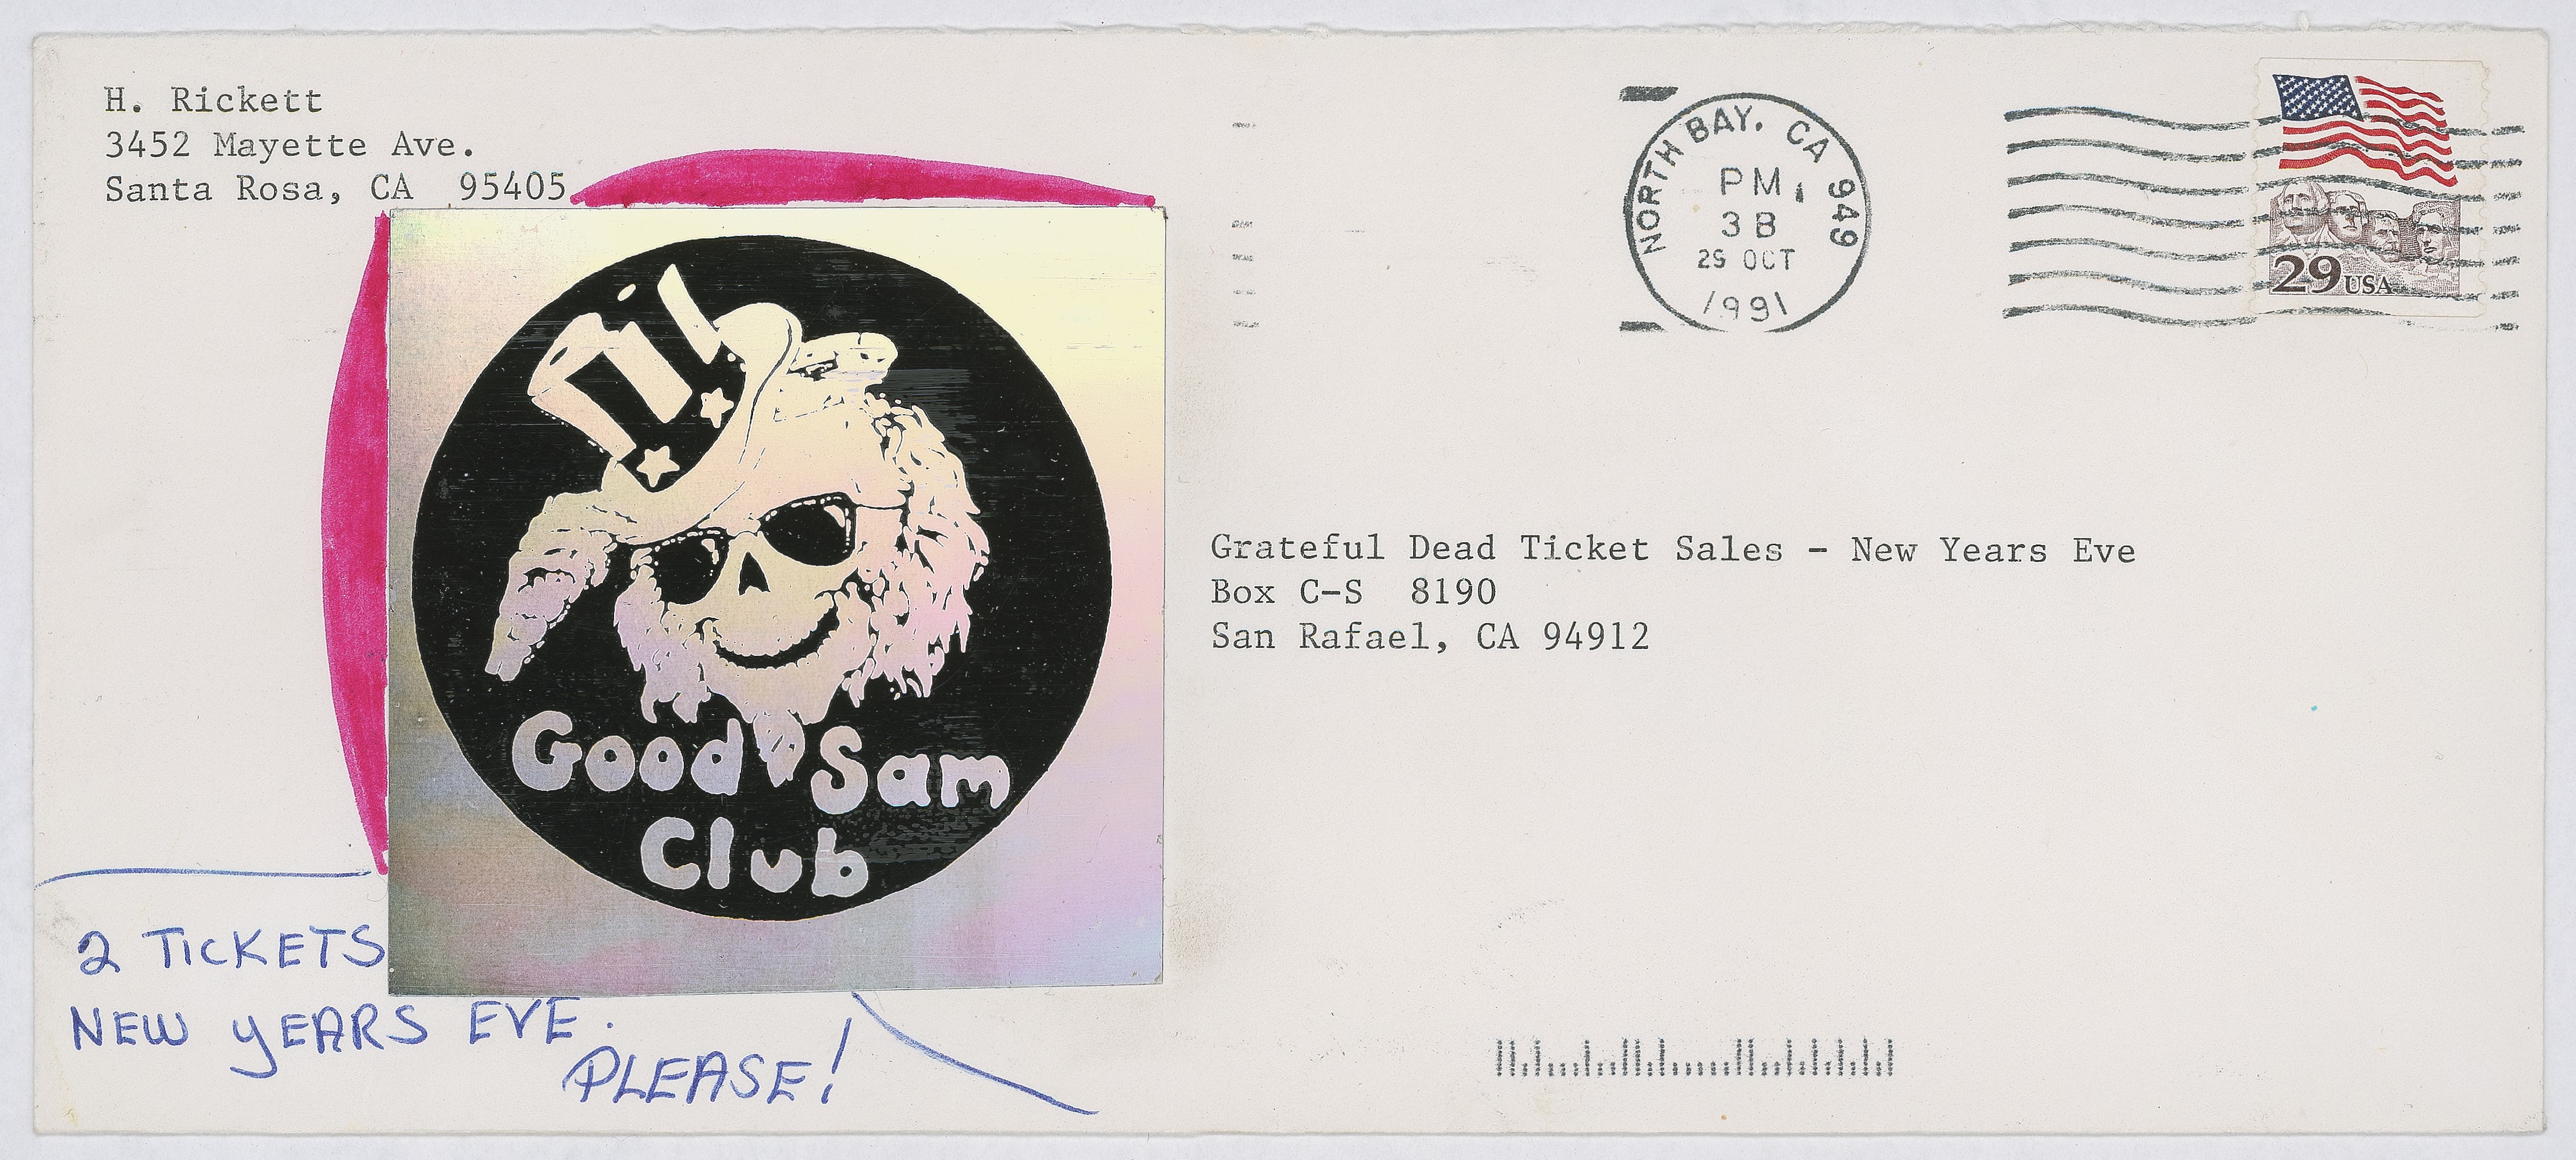 H. Rickett
3452 Mayette Ave.
Santa Rosa, CA  95405
NORTH BAY, CA 949
PM
3B
29 OCT
1991
29 USA
Good Sam
Club
Grateful Dead Ticket Sales - New Years Eve
Box C-S  8190
San Rafael, CA 94912
2 TICKETS
NEW YEARS EVE.
PLEASE!